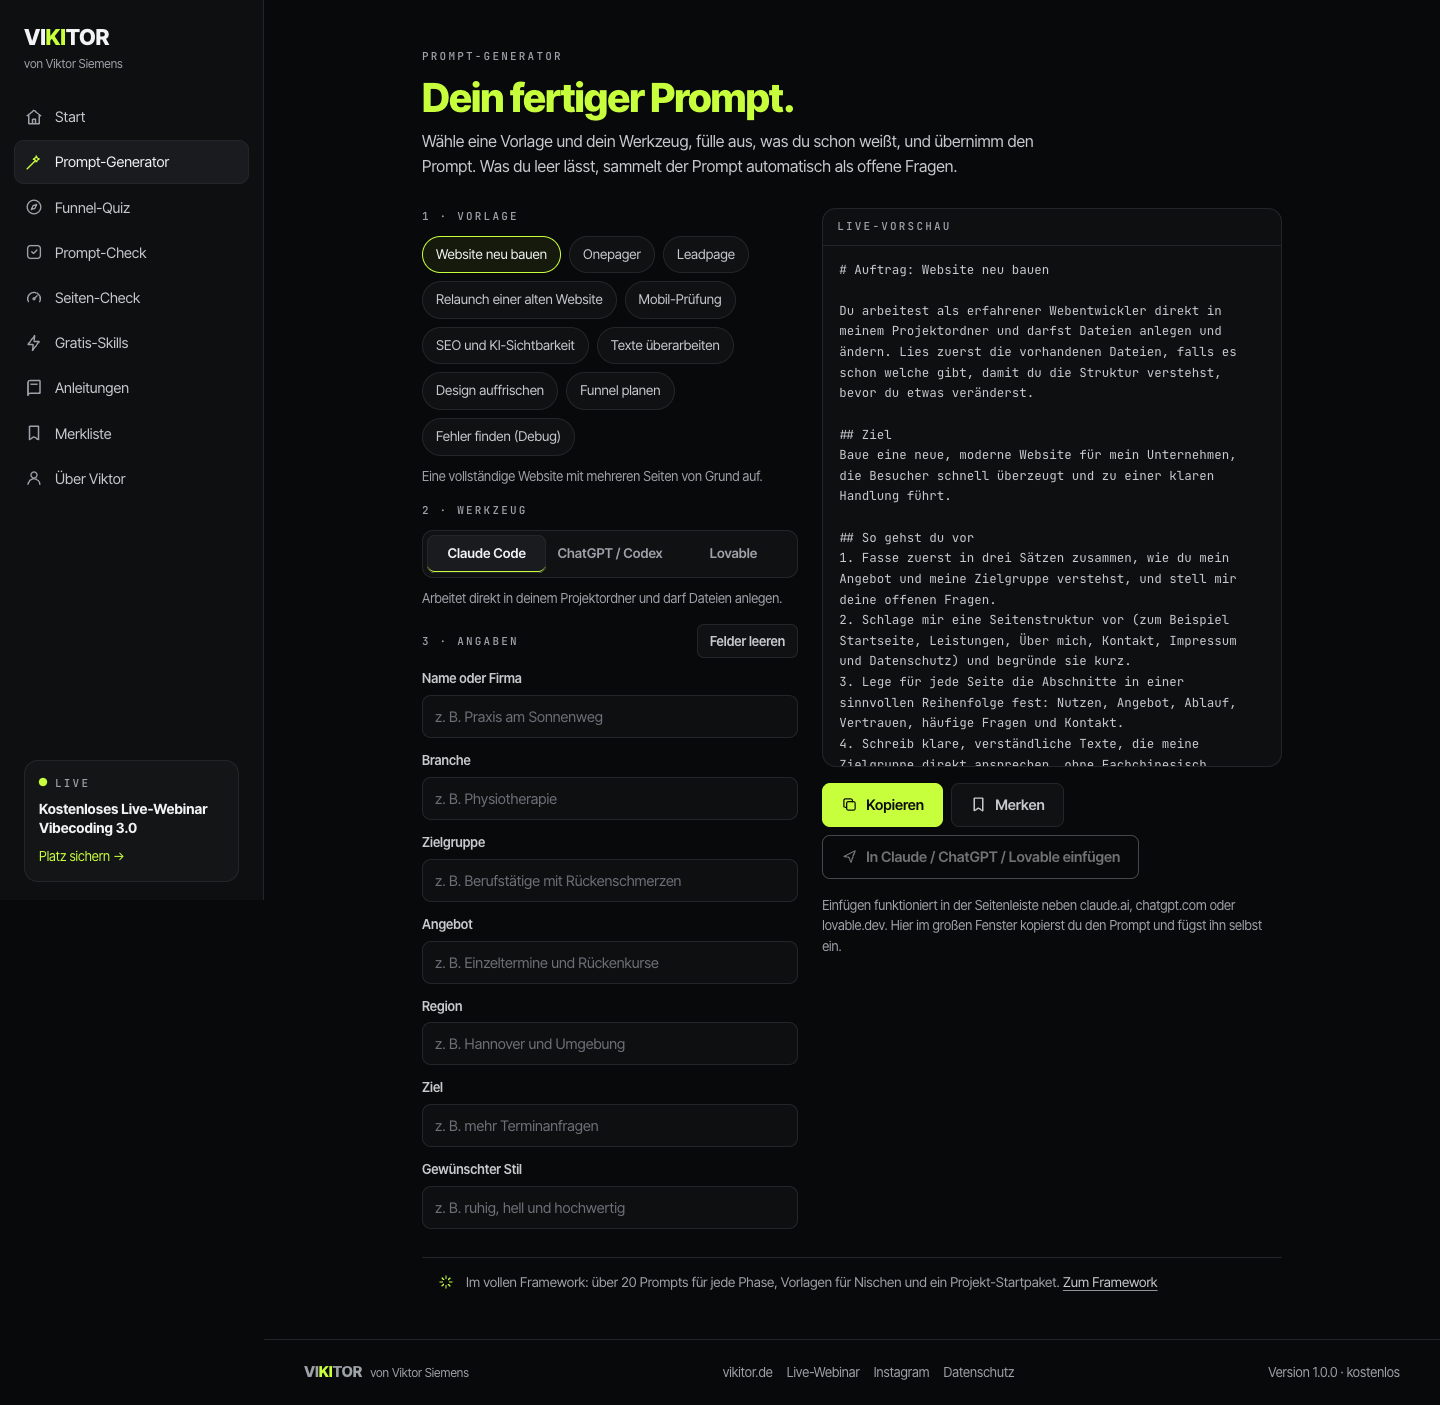 VIKITOR
von Viktor Siemens
Start
Prompt-Generator
Funnel-Quiz
Prompt-Check
Seiten-Check
Gratis-Skills
Anleitungen
Merkliste
Über Viktor
LIVE
Kostenloses Live-Webinar
Vibecoding 3.0
Platz sichern →
PROMPT-GENERATOR
Dein fertiger Prompt.
Wähle eine Vorlage und dein Werkzeug, fülle aus, was du schon weißt, und übernimm den
Prompt. Was du leer lässt, sammelt der Prompt automatisch als offene Fragen.
1 · VORLAGE
Website neu bauen
Onepager
Leadpage
Relaunch einer alten Website
Mobil-Prüfung
SEO und KI-Sichtbarkeit
Texte überarbeiten
Design auffrischen
Funnel planen
Fehler finden (Debug)
Eine vollständige Website mit mehreren Seiten von Grund auf.
2 · WERKZEUG
Claude Code
ChatGPT / Codex
Lovable
Arbeitet direkt in deinem Projektordner und darf Dateien anlegen.
3 · ANGABEN
Felder leeren
Name oder Firma
z. B. Praxis am Sonnenweg
Branche
z. B. Physiotherapie
Zielgruppe
z. B. Berufstätige mit Rückenschmerzen
Angebot
z. B. Einzeltermine und Rückenkurse
Region
z. B. Hannover und Umgebung
Ziel
z. B. mehr Terminanfragen
Gewünschter Stil
z. B. ruhig, hell und hochwertig
LIVE-VORSCHAU
# Auftrag: Website neu bauen
Du arbeitest als erfahrener Webentwickler direkt in
meinem Projektordner und darfst Dateien anlegen und
ändern. Lies zuerst die vorhandenen Dateien, falls es
schon welche gibt, damit du die Struktur verstehst,
bevor du etwas veränderst.
## Ziel
Baue eine neue, moderne Website für mein Unternehmen,
die Besucher schnell überzeugt und zu einer klaren
Handlung führt.
## So gehst du vor
1. Fasse zuerst in drei Sätzen zusammen, wie du mein
Angebot und meine Zielgruppe verstehst, und stell mir
deine offenen Fragen.
2. Schlage mir eine Seitenstruktur vor (zum Beispiel
Startseite, Leistungen, Über mich, Kontakt, Impressum
und Datenschutz) und begründe sie kurz.
3. Lege für jede Seite die Abschnitte in einer
sinnvollen Reihenfolge fest: Nutzen, Angebot, Ablauf,
Vertrauen, häufige Fragen und Kontakt.
4. Schreib klare, verständliche Texte, die meine
Zielgruppe direkt ansprechen, ohne Fachchinesisch
Kopieren
Merken
In Claude / ChatGPT / Lovable einfügen
Einfügen funktioniert in der Seitenleiste neben claude.ai, chatgpt.com oder
lovable.dev. Hier im großen Fenster kopierst du den Prompt und fügst ihn selbst
ein.
Im vollen Framework: über 20 Prompts für jede Phase, Vorlagen für Nischen und ein Projekt-Startpaket. Zum Framework
VIKITOR von Viktor Siemens
vikitor.de
Live-Webinar
Instagram
Datenschutz
Version 1.0.0 · kostenlos